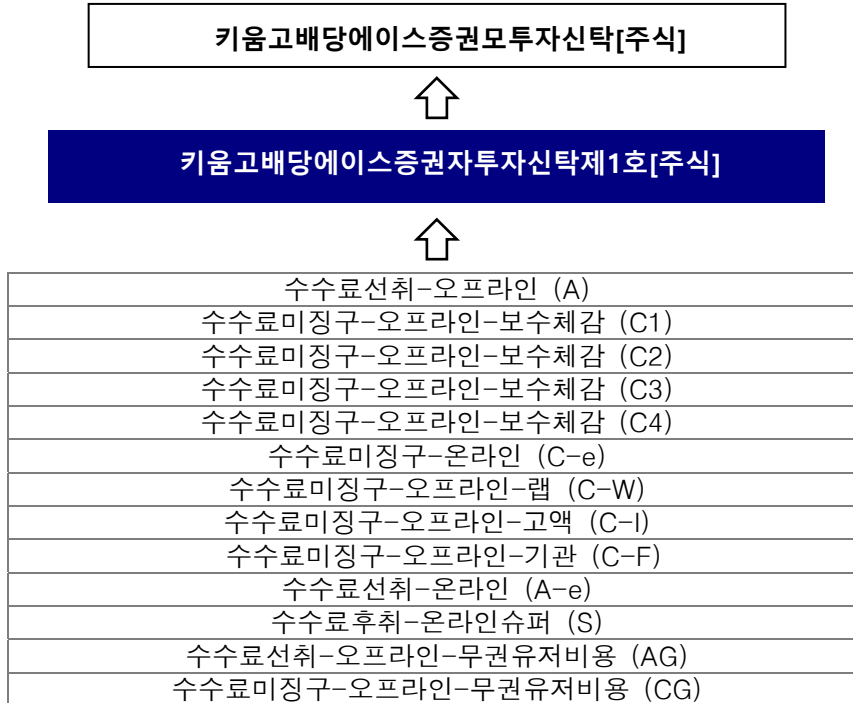 키움고배당에이스증권모투자신탁[주식]
키움고배당에이스증권자투자신탁제1호[주식]
수수료선취-오프라인 (A)
수수료미징구-오프라인-보수체감 (C1)
수수료미징구-오프라인-보수체감 (C2)
수수료미징구-오프라인-보수체감 (C3)
수수료미징구-오프라인-보수체감 (C4)
수수료미징구-온라인 (C-e)
수수료미징구-오프라인-랩 (C-W)
수수료미징구-오프라인-고액 (C-I)
수수료미징구-오프라인-기관 (C-F)
수수료선취-온라인 (A-e)
수수료후취-온라인슈퍼 (S)
수수료선취-오프라인-무권유저비용 (AG)
수수료미징구-오프라인-무권유저비용 (CG)